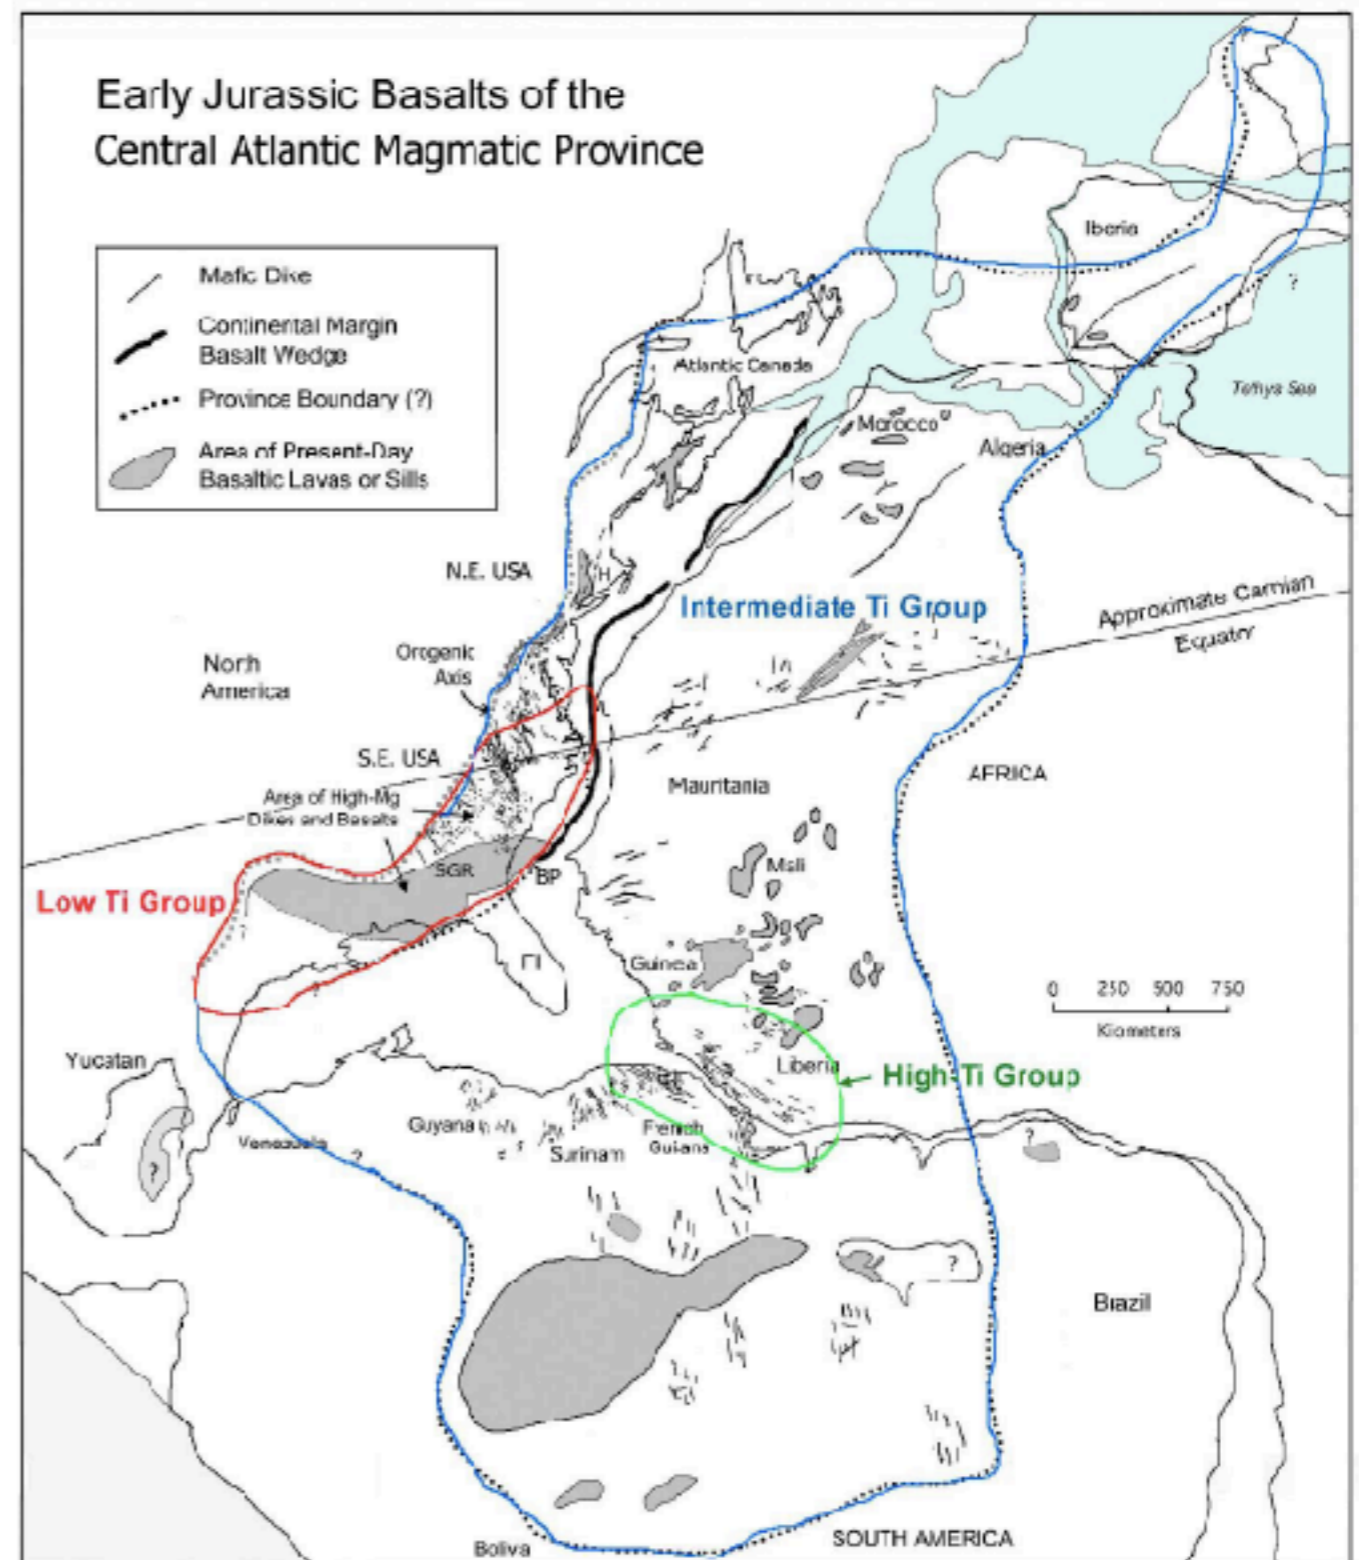 Early Jurassic Basalts of the
Central Atlantic Magmatic Province
Mafic Dike
Continental Margin
Basalt Wedge
Province Boundary (?)
Area of Present-Day
Basaltic Lavas or Sills
Iberia
?
Atlantic Canada
Tethys Sea
Morocco
Algeria
N.E. USA
H
Intermediate Ti Group
Approximate Carnian
Equator
Orogenic
Axis
North
America
S.E. USA
AFRICA
Mauritania
Area of High-Mg
Dikes and Basalts
SGR
BP
Mali
Low Ti Group
?
Guinea
?
0 250 500 750
Kilometers
Yucatan
Liberia
High-Ti Group
Guyana
French
Guiana
Surinam
Venezuela
?
?
?
?
Brazil
SOUTH AMERICA
Boliva